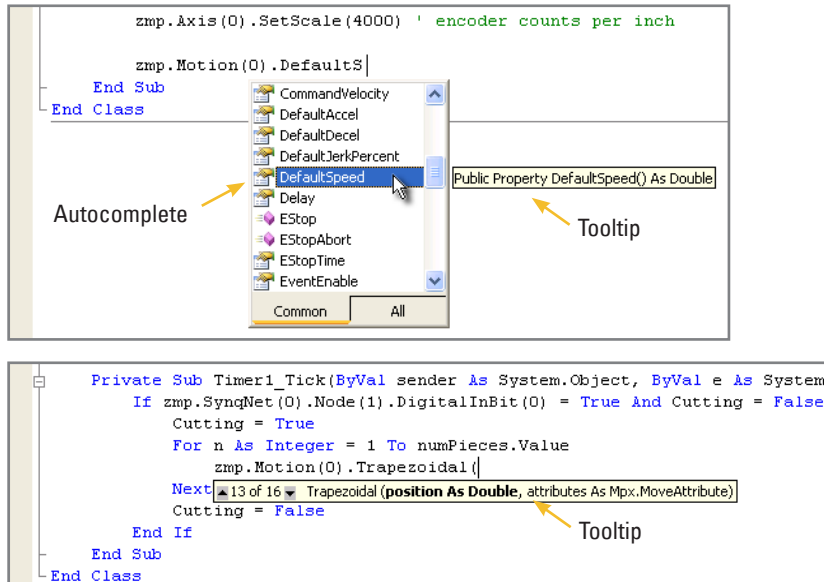 zmp.Axis(0).SetScale(4000) ' encoder counts per inch
zmp.Motion(0).DefaultS
End Sub
End Class
CommandVelocity
DefaultAccel
DefaultDecel
DefaultJerkPercent
DefaultSpeed
Public Property DefaultSpeed() As Double
Delay
EStop
EStopAbort
EStopTime
EventEnable
Common All
Autocomplete
Tooltip
Private Sub Timer1_Tick(ByVal sender As System.Object, ByVal e As System
If zmp.SynqNet(0).Node(1).DigitalInBit(0) = True And Cutting = False
Cutting = True
For n As Integer = 1 To numPieces.Value
zmp.Motion(0).Trapezoidal(
Next
13 of 16 Trapezoidal (position As Double, attributes As Mpx.MoveAttribute)
Cutting = False
Tooltip
End If
End Sub
End Class